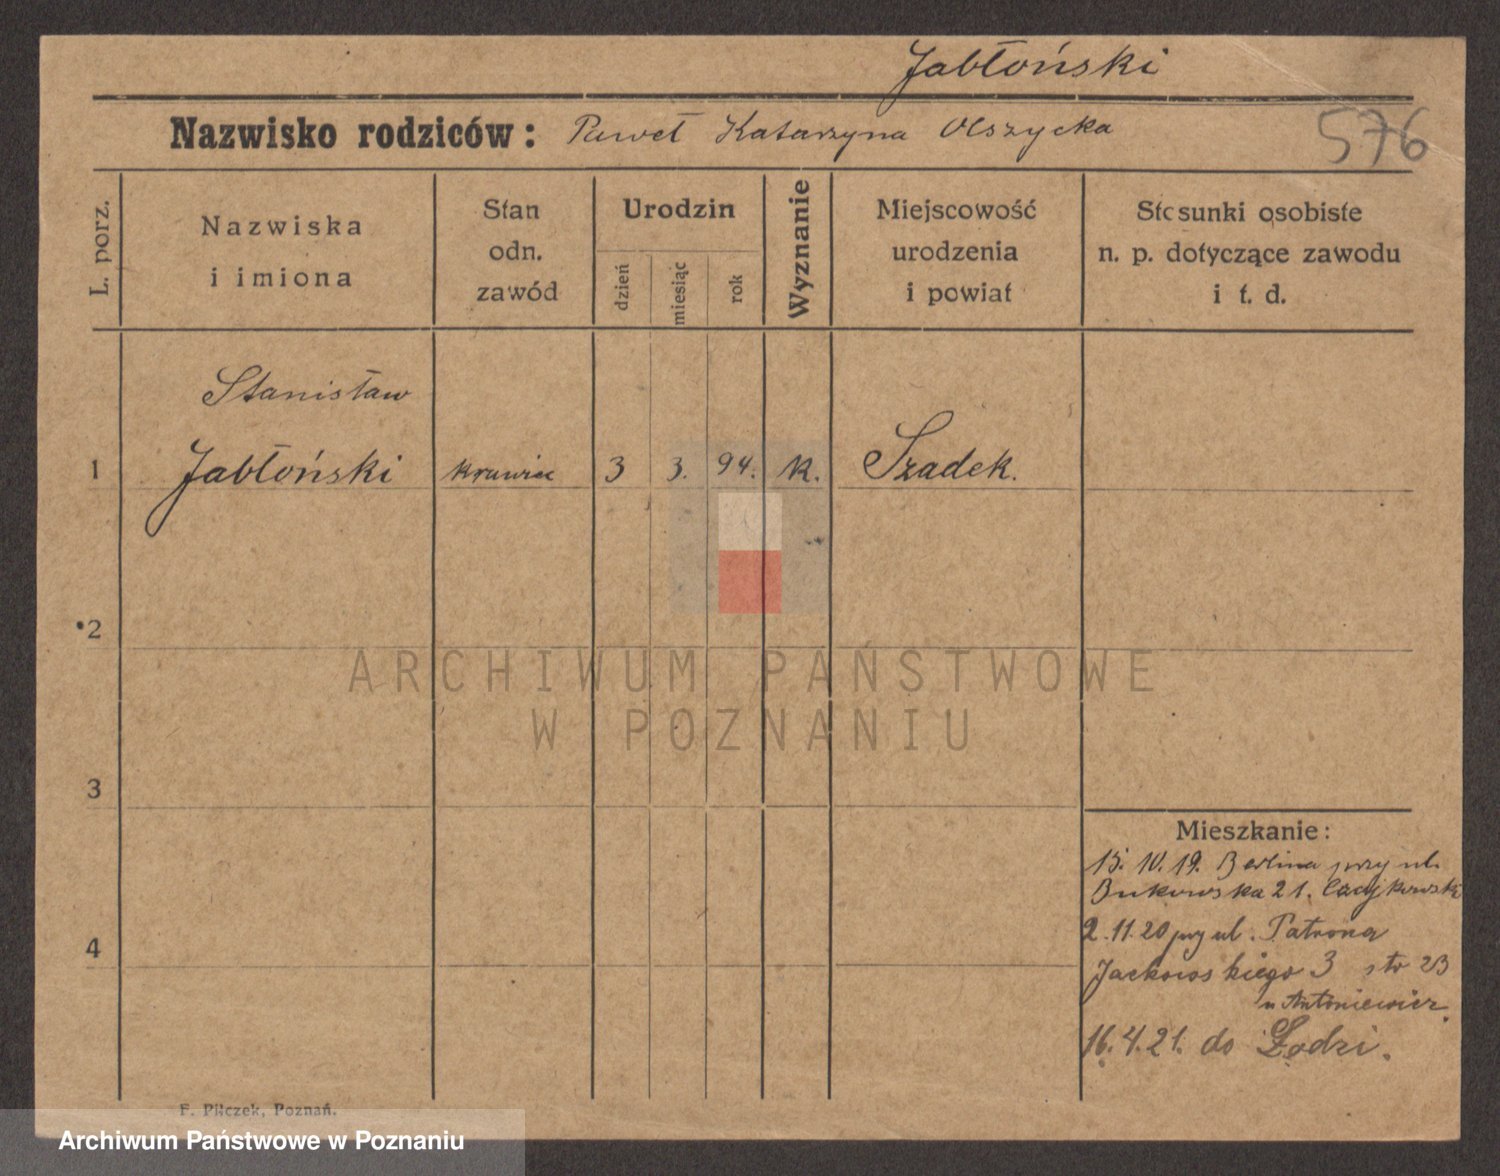 Jabłoński
Nazwisko rodziców: Paweł Katarzyna Olszycka
576
L. porz.
Nazwiska
i imiona
Stan
odn.
zawód
Urodzin
dzień
miesiąc
rok
Wyznanie
Miejscowość
urodzenia
i powiat
Stosunki osobiste
n. p. dotyczące zawodu
i t. d.
Stanisław
1 Jabłoński krawiec 3 3. 94. k. Szadek.
2
3
4
Mieszkanie:
15. 10. 19. Berlina przy ul.
Bukowska 21.
2.11.20 przy ul. Patrona
Jackowskiego 3 23
u Antoniewicz.
16.4.21. do Łodzi.
F. Pilczek, Poznań.
ARCHIWUM PAŃSTWOWE
W POZNANIU
Archiwum Państwowe w Poznaniu